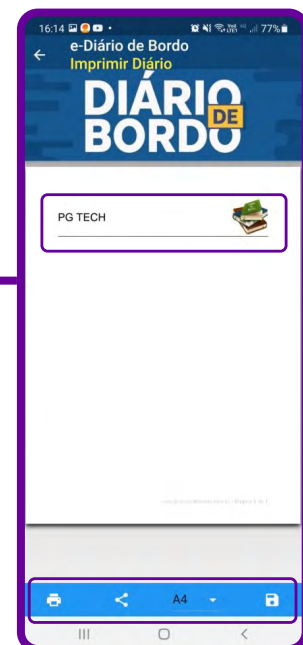 16:14
77%
e-Diário de Bordo
Imprimir Diário
DIÁRIO
DE
BORDO
PG TECH
A4